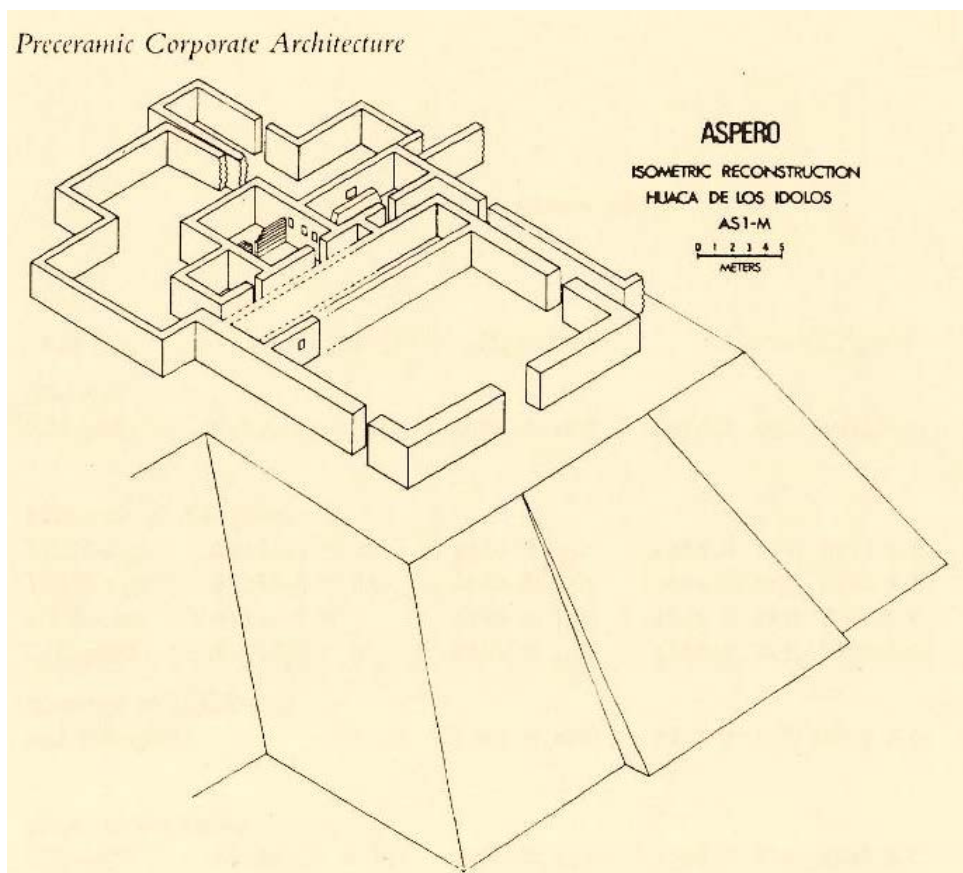 Preceramic Corporate Architecture
ASPERO
ISOMETRIC RECONSTRUCTION
HUACA DE LOS IDOLOS
AS1-M
0 1 2 3 4 5
METERS